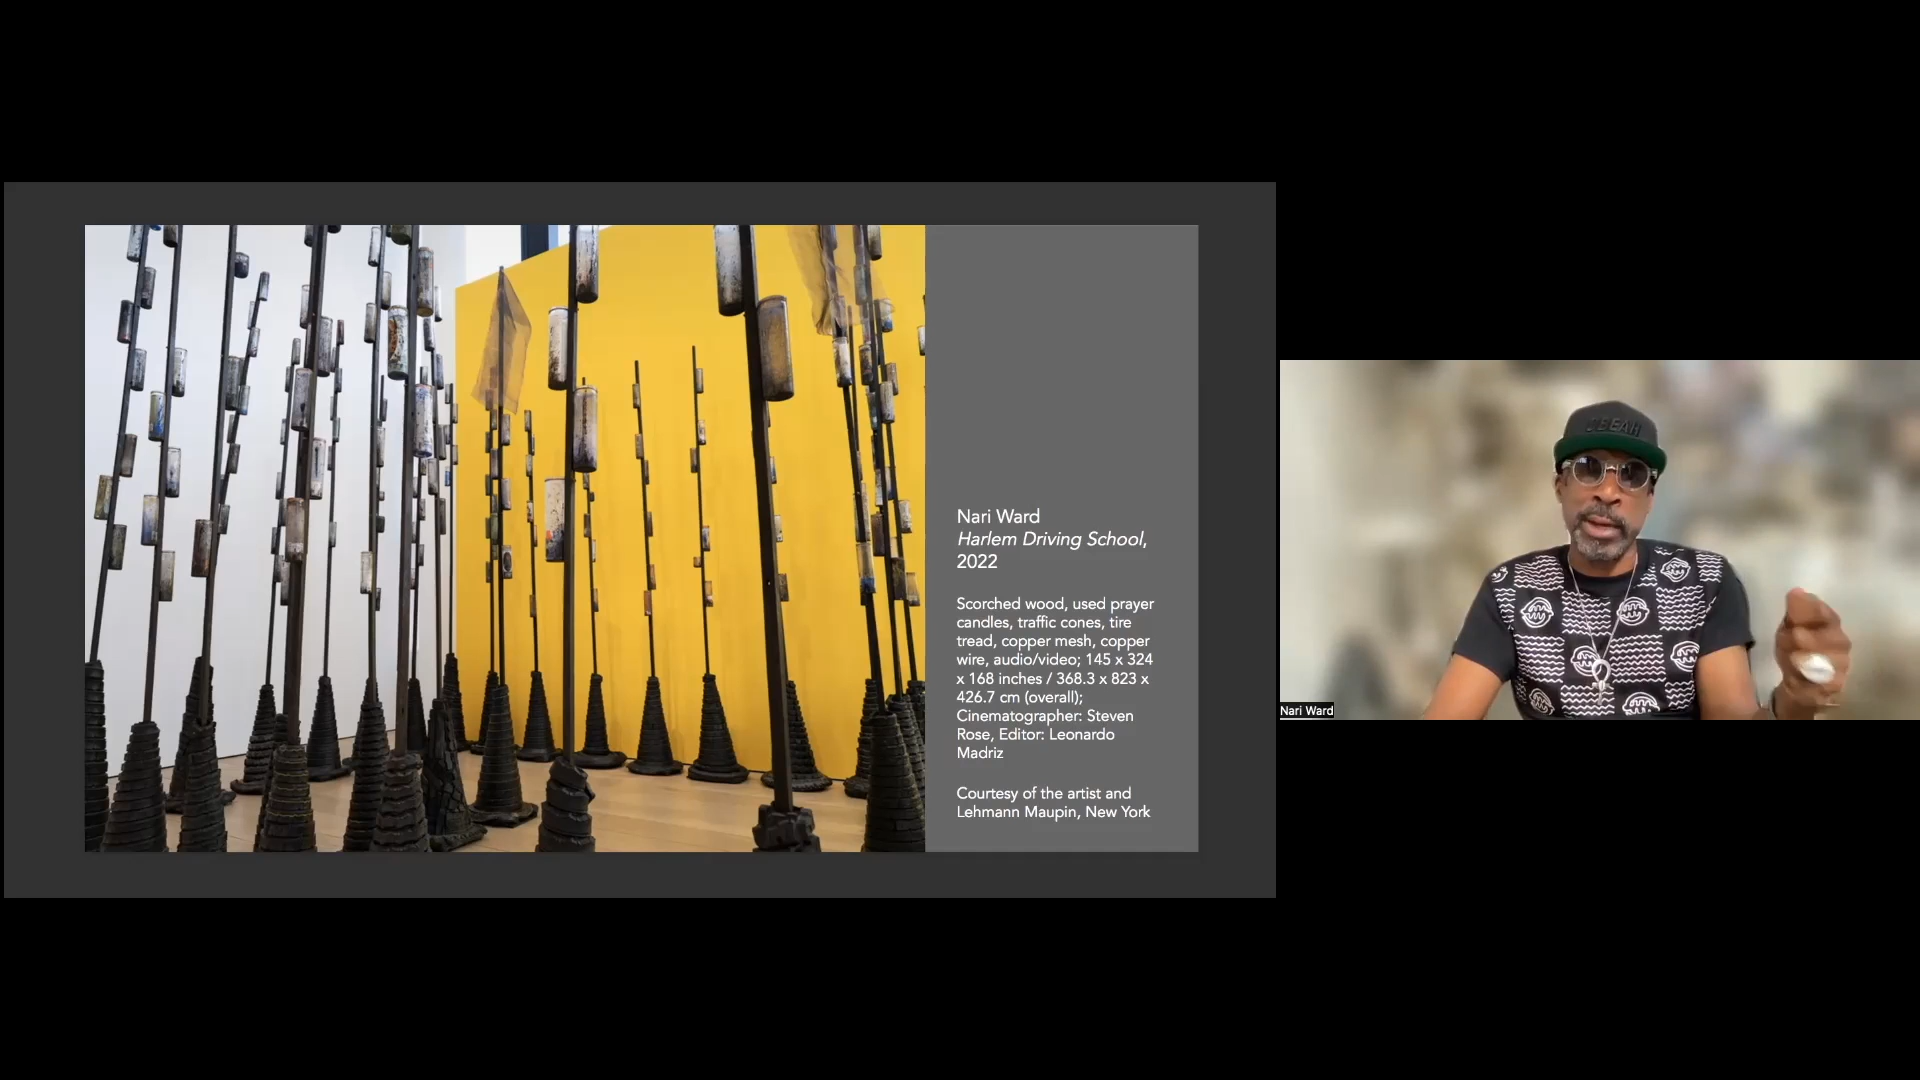 Nari Ward
Harlem Driving School,
2022
Scorched wood, used prayer
candles, traffic cones, tire
tread, copper mesh, copper
wire, audio/video; 145 x 324
x 168 inches / 368.3 x 823 x
426.7 cm (overall);
Cinematographer: Steven
Rose, Editor: Leonardo
Madriz
Courtesy of the artist and
Lehmann Maupin, New York
Nari Ward